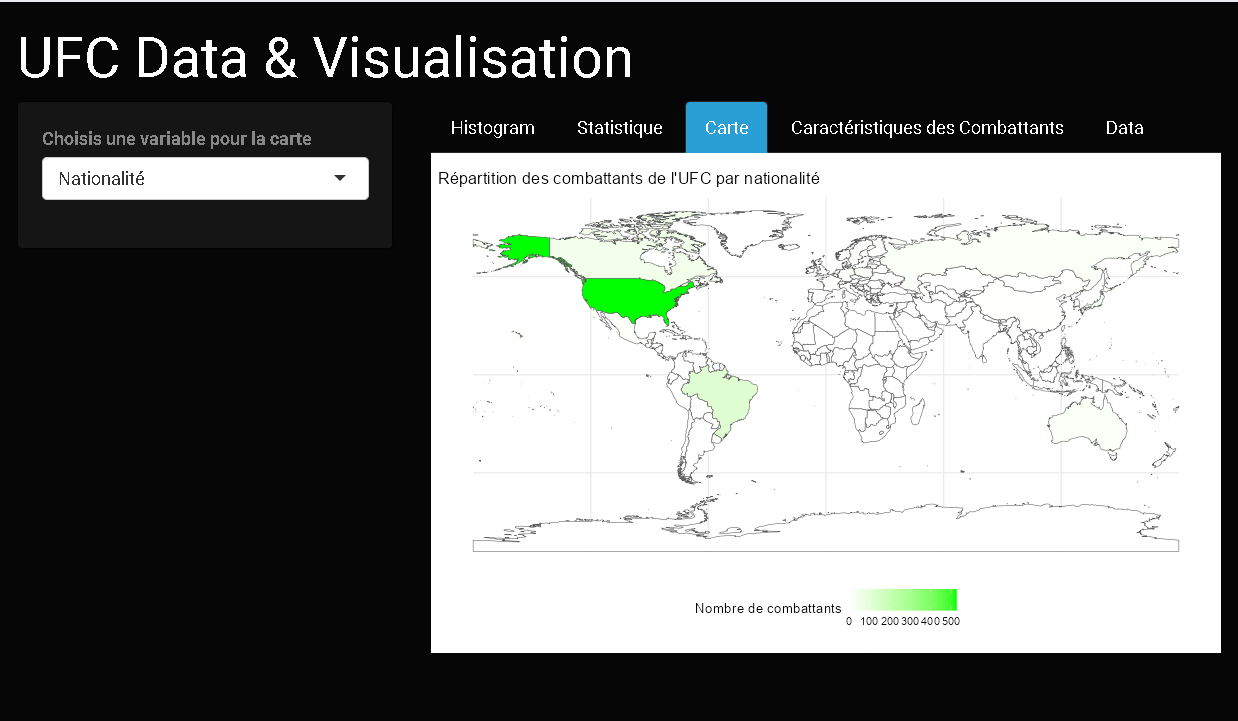 UFC Data & Visualisation
Choisis une variable pour la carte
Nationalité
Histogram Statistique Carte Caractéristiques des Combattants Data
Répartition des combattants de l'UFC par nationalité
Nombre de combattants
0 100 200 300 400 500